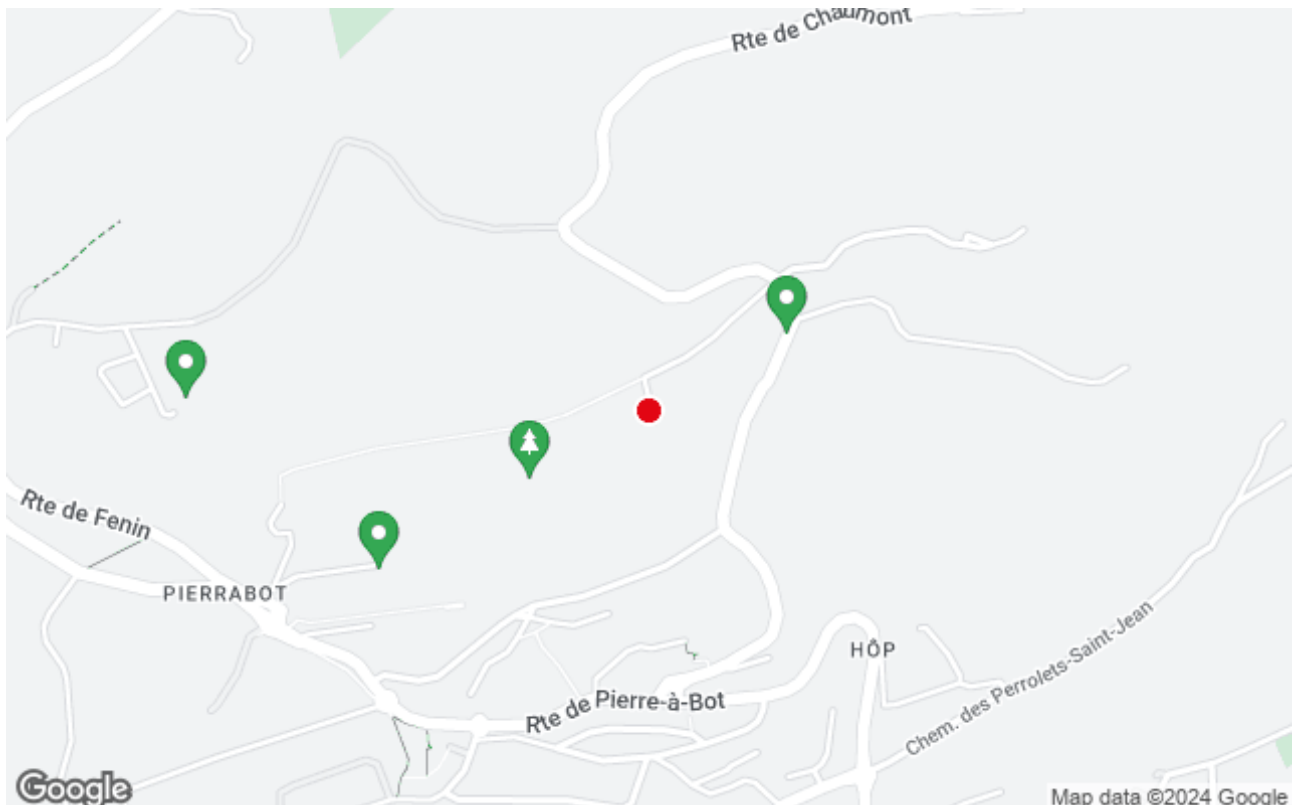 Rte de Chaumont
Rte de Fenin
PIERRABOT
HÔP
Rte de Pierre-à-Bot
Chem. des Perrolets-Saint-Jean
Google
Map data ©2024 Google